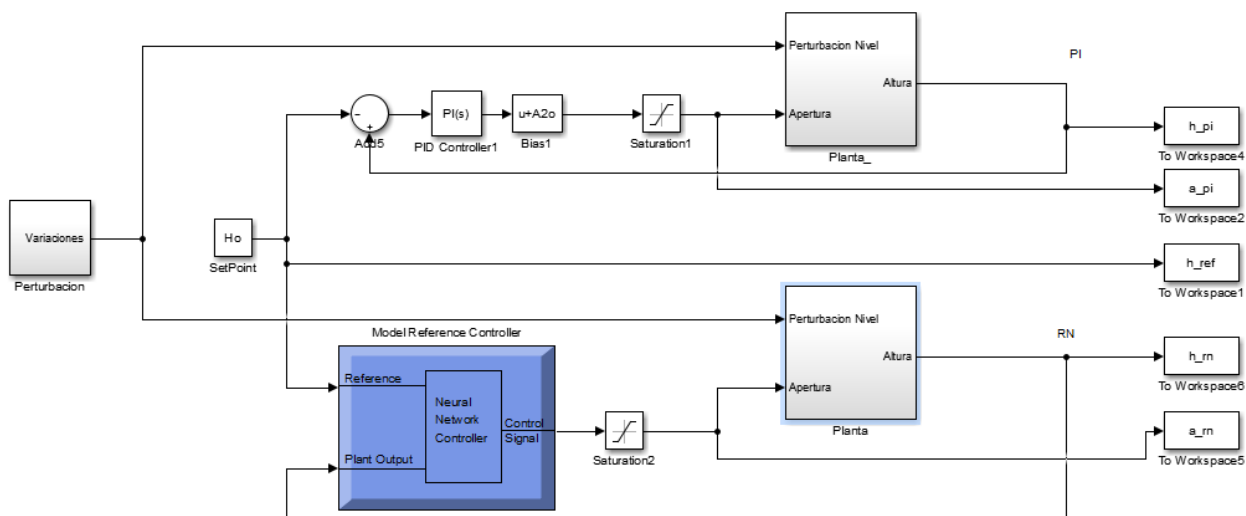 Perturbacion Nivel
PI
Altura
Apertura
Planta_
Add5
PI(s)
PID Controller1
u+A2o
Bias1
Saturation1
h_pi
To Workspace4
a_pi
To Workspace2
Variaciones
Perturbacion
Ho
SetPoint
h_ref
To Workspace1
Perturbacion Nivel
Altura
Apertura
Planta
RN
Model Reference Controller
Reference
Neural
Network
Controller
Control
Signal
Plant Output
Saturation2
h_rn
To Workspace6
a_rn
To Workspace5